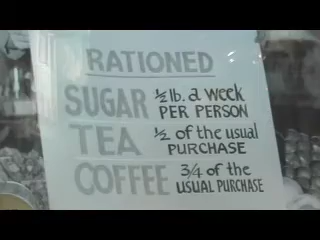 RATIONED
SUGAR ½ lb. a week
PER PERSON
TEA ½ of the usual
PURCHASE
COFFEE ¾ of the
USUAL PURCHASE